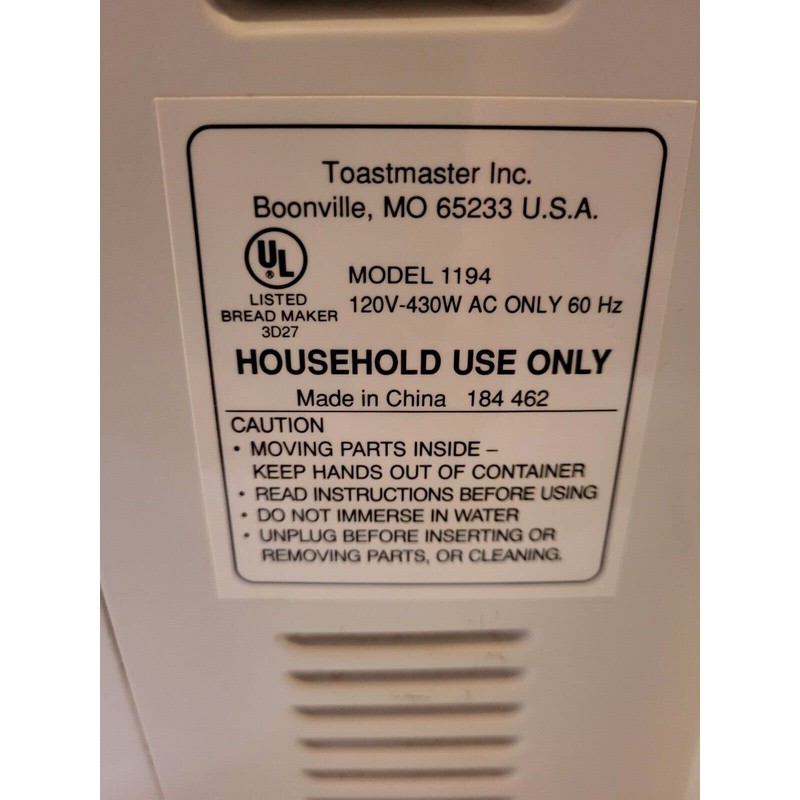 Toastmaster Inc.
Boonville, MO 65233 U.S.A.
UL
®
LISTED
BREAD MAKER
3D27
MODEL 1194
120V-430W AC ONLY 60 Hz
HOUSEHOLD USE ONLY
Made in China 184 462
CAUTION
• MOVING PARTS INSIDE –
KEEP HANDS OUT OF CONTAINER
• READ INSTRUCTIONS BEFORE USING
• DO NOT IMMERSE IN WATER
• UNPLUG BEFORE INSERTING OR
REMOVING PARTS, OR CLEANING.